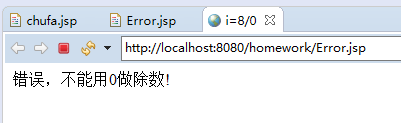 chufa.jsp Error.jsp i=8/0
http://localhost:8080/homework/Error.jsp
错误，不能用0做除数!